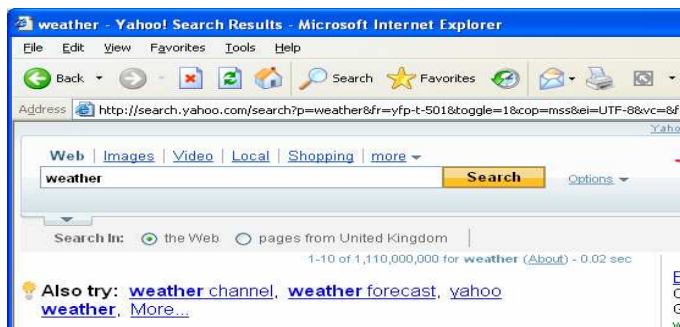 weather - Yahoo! Search Results - Microsoft Internet Explorer
File Edit View Favorites Tools Help
Back Search Favorites
Address http://search.yahoo.com/search?p=weather&fr=yfp-t-501&toggle=1&cop=mss&ei=UTF-8&vc=&f
Yaho
Web | Images | Video | Local | Shopping | more
weather Search Options
Search In: the Web pages from United Kingdom
1-10 of 1,110,000,000 for weather (About) - 0.02 sec
Also try: weather channel, weather forecast, yahoo
weather, More...